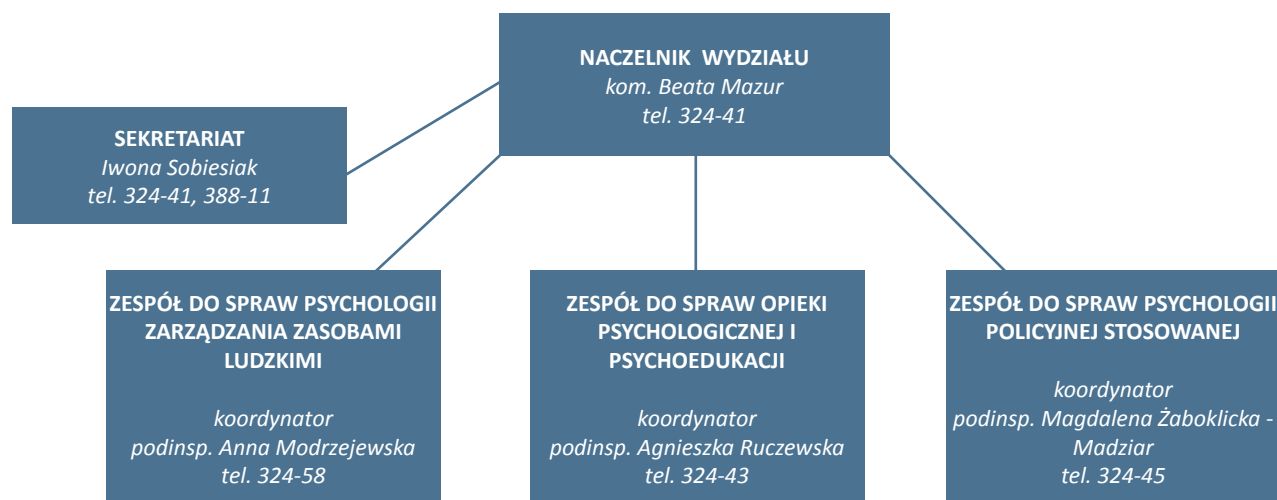 NACZELNIK WYDZIAŁU
kom. Beata Mazur
tel. 324-41
SEKRETARIAT
Iwona Sobiesiak
tel. 324-41, 388-11
ZESPÓŁ DO SPRAW PSYCHOLOGII
ZARZĄDZANIA ZASOBAMI
LUDZKIMI
koordynator
podinsp. Anna Modrzejewska
tel. 324-58
ZESPÓŁ DO SPRAW OPIEKI
PSYCHOLOGICZNEJ I
PSYCHOEDUKACJI
koordynator
podinsp. Agnieszka Ruczewska
tel. 324-43
ZESPÓŁ DO SPRAW PSYCHOLOGII
POLICYJNEJ STOSOWANEJ
koordynator
podinsp. Magdalena Żaboklicka -
Madziar
tel. 324-45